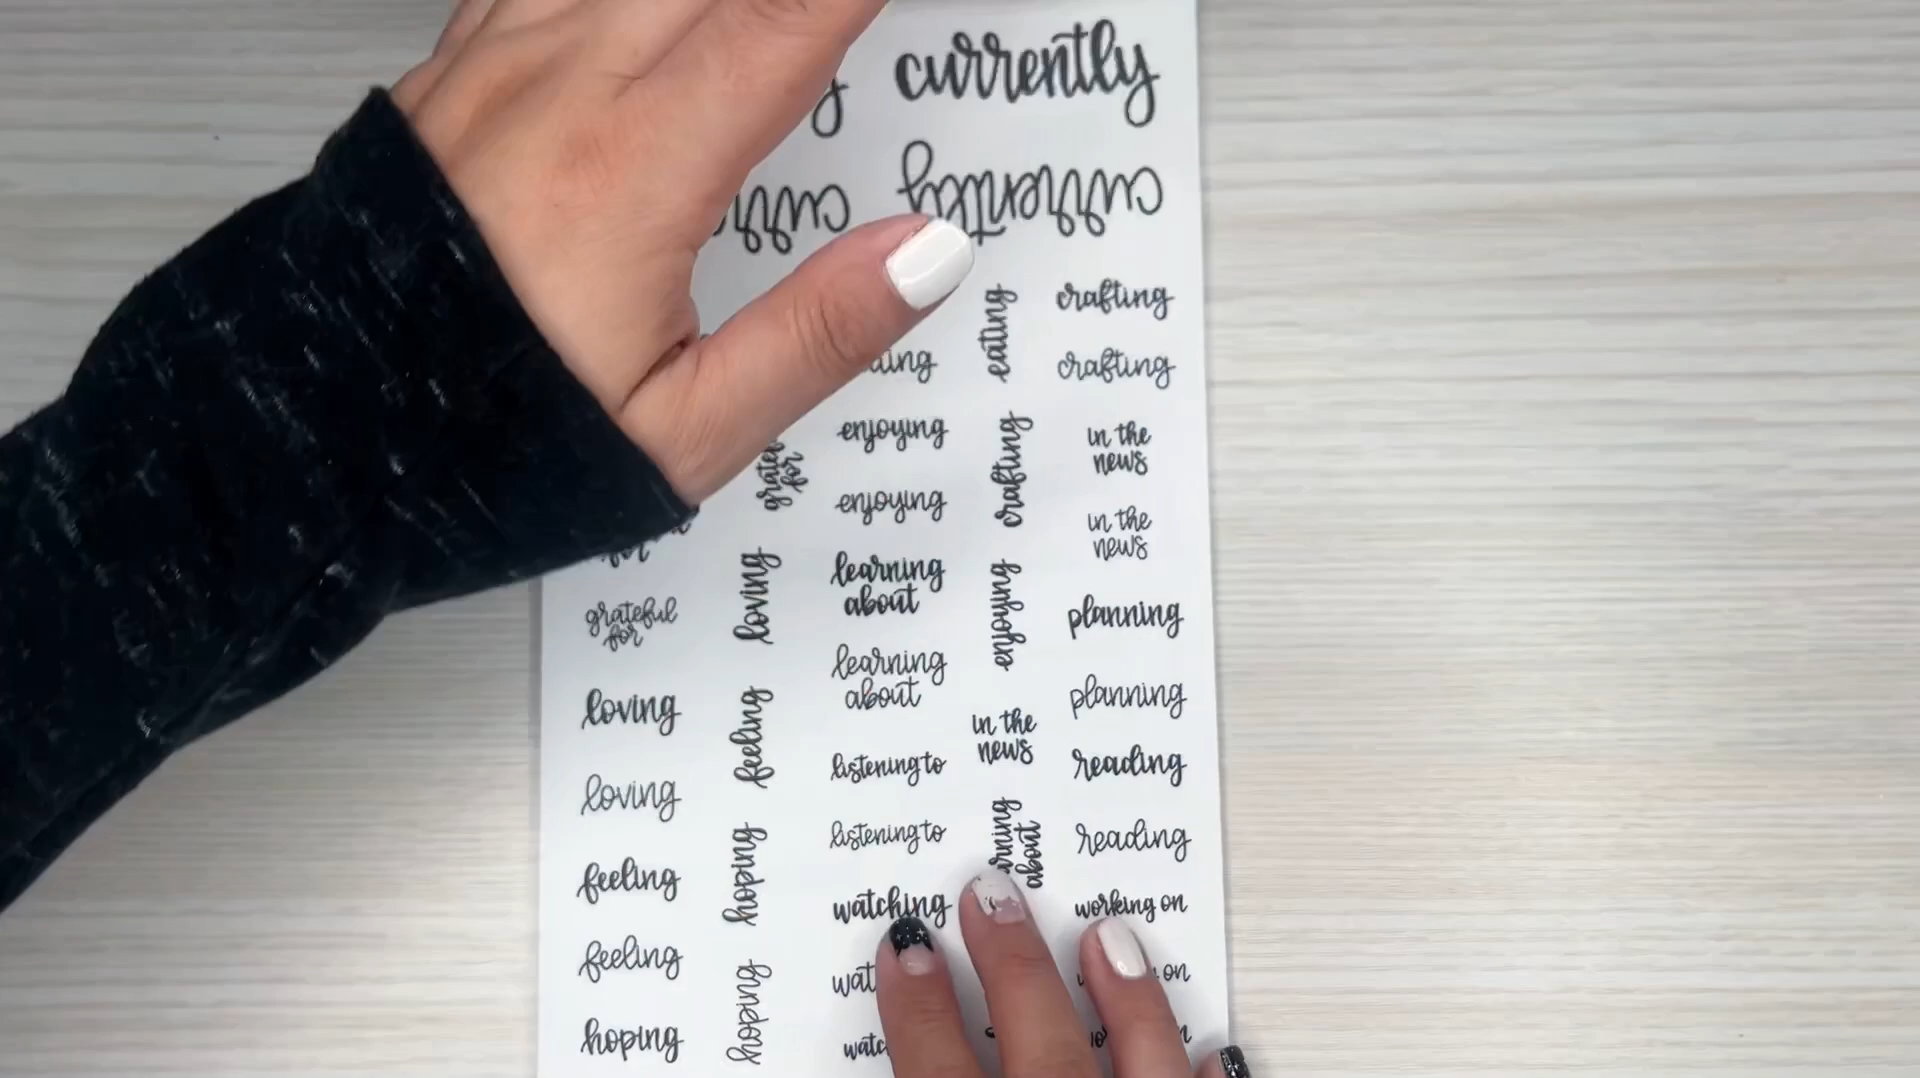 currently
currently
eating
crafting
crafting
enjoying
crafting
in the
news
enjoying
in the
news
for
loving
learning
about
enjoying
planning
grateful
for
learning
about
planning
loving
feeling
listening to
in the
news
reading
loving
hoping
listening to
about
reading
feeling
watching
working on
feeling
hoping
on
hoping